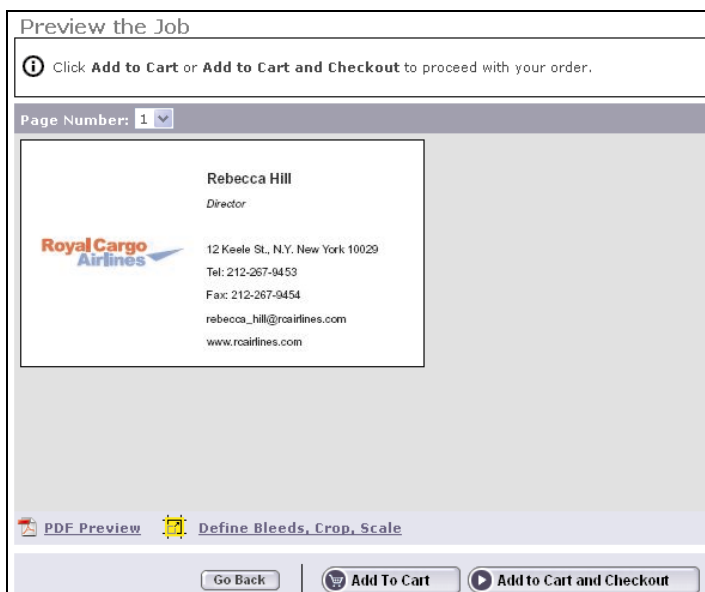 Preview the Job
Click Add to Cart or Add to Cart and Checkout to proceed with your order.
Page Number: 1
Rebecca Hill
Director
Royal Cargo
Airlines
12 Keele St., N.Y. New York 10029
Tel: 212-267-9453
Fax: 212-267-9454
rebecca_hill@rcairlines.com
www.rcairlines.com
PDF Preview Define Bleeds, Crop, Scale
Go Back Add To Cart Add to Cart and Checkout